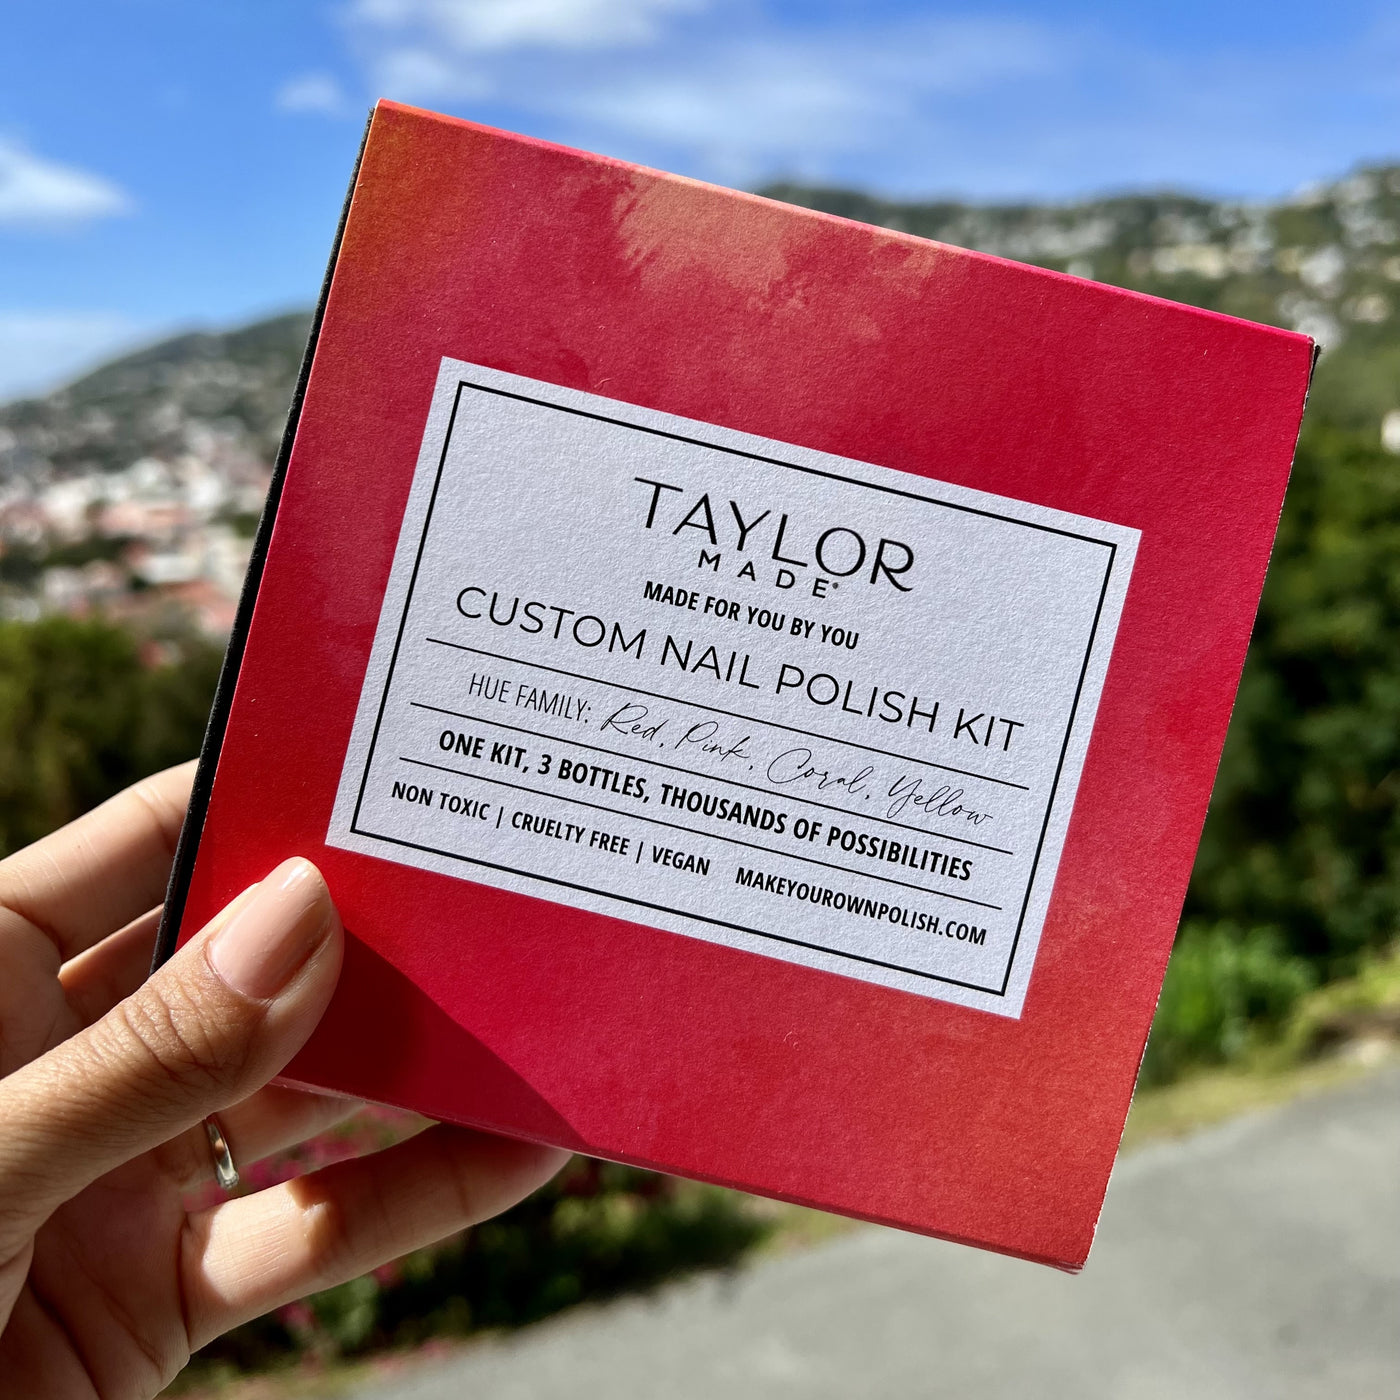 TAYLOR
MADE®
MADE FOR YOU BY YOU
CUSTOM NAIL POLISH KIT
HUE FAMILY: Red, Pink, Coral, Yellow
ONE KIT, 3 BOTTLES, THOUSANDS OF POSSIBILITIES
NON TOXIC | CRUELTY FREE | VEGAN MAKEYOUROWNPOLISH.COM